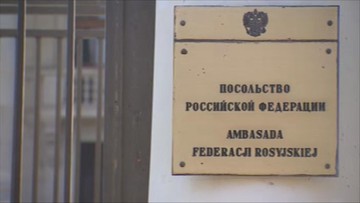 ПОСОЛЬСТВО
РОССИЙСКОЙ ФЕДЕРАЦИИ
AMBASADA
FEDERACJI ROSYJSKIEJ